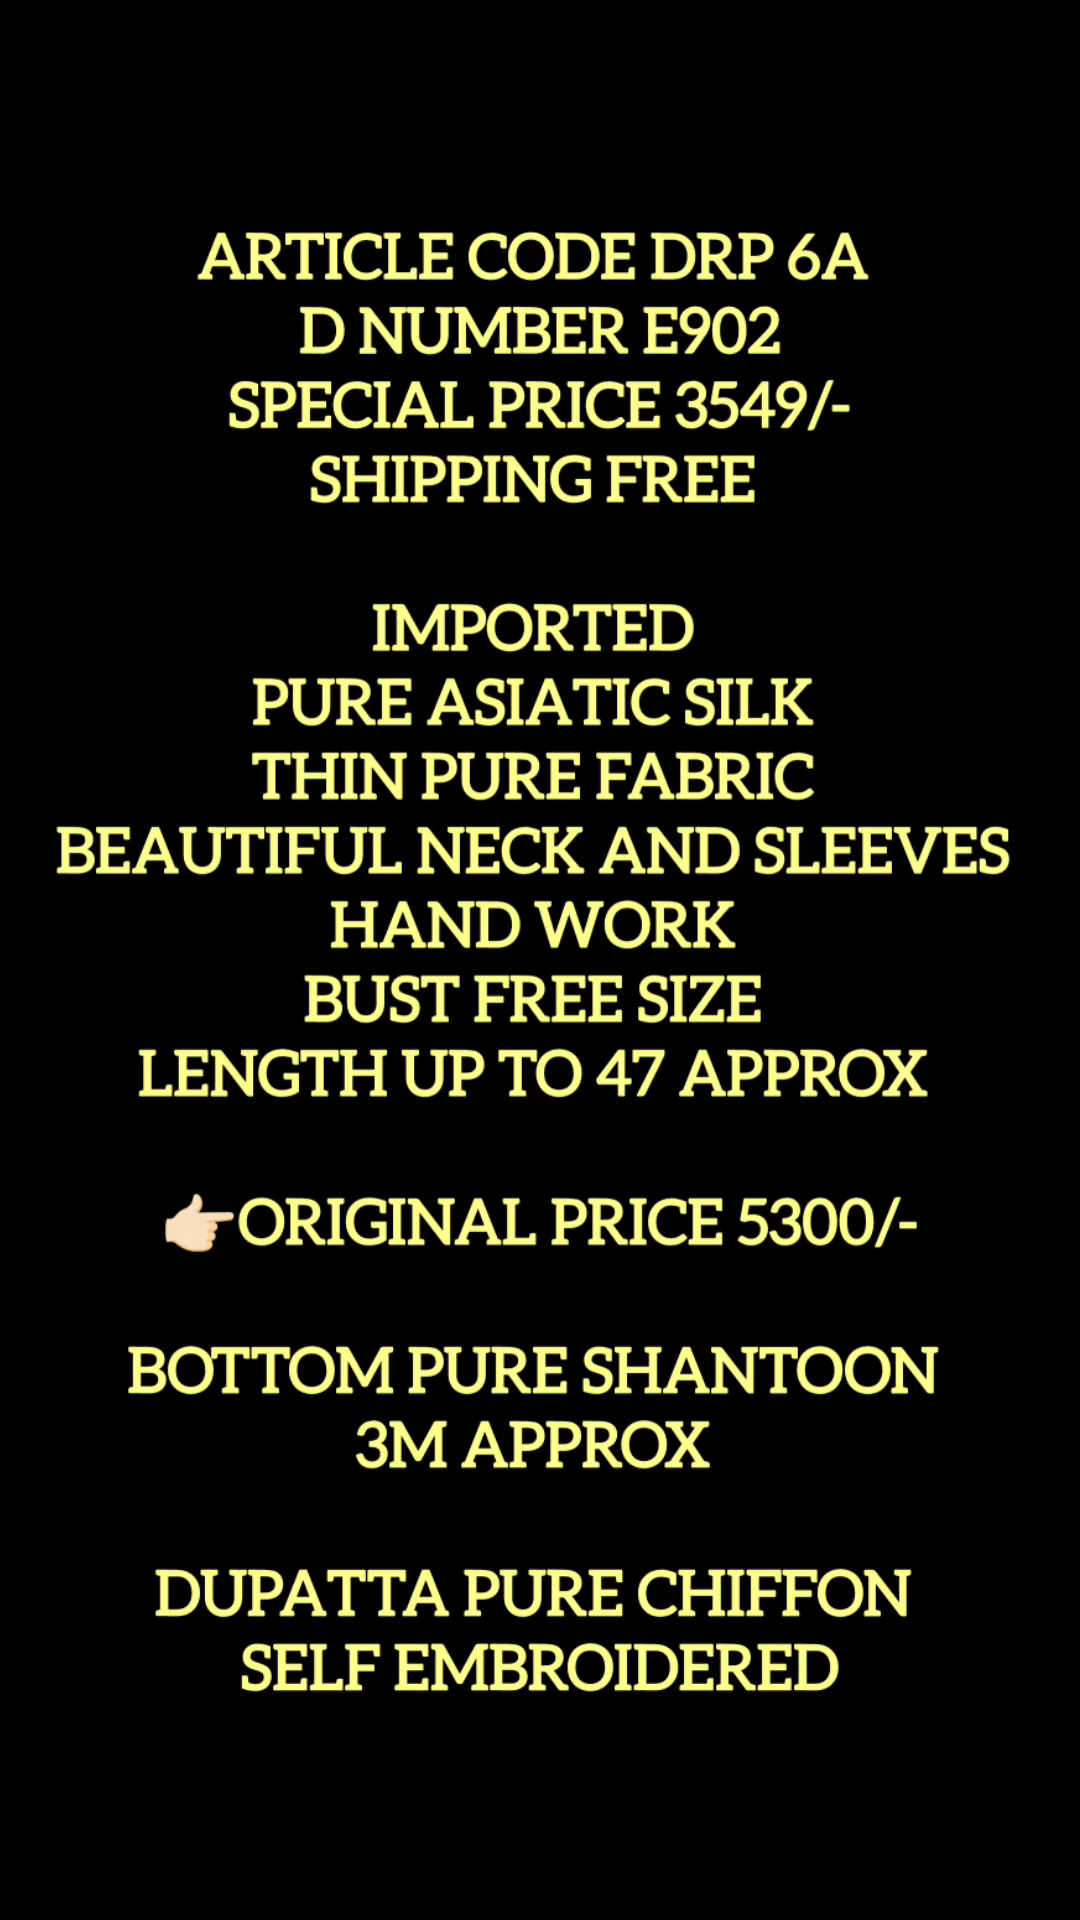 ARTICLE CODE DRP 6A
D NUMBER E902
SPECIAL PRICE 3549/-
SHIPPING FREE
IMPORTED
PURE ASIATIC SILK
THIN PURE FABRIC
BEAUTIFUL NECK AND SLEEVES
HAND WORK
BUST FREE SIZE
LENGTH UP TO 47 APPROX
👉🏻ORIGINAL PRICE 5300/-
BOTTOM PURE SHANTOON
3M APPROX
DUPATTA PURE CHIFFON
SELF EMBROIDERED